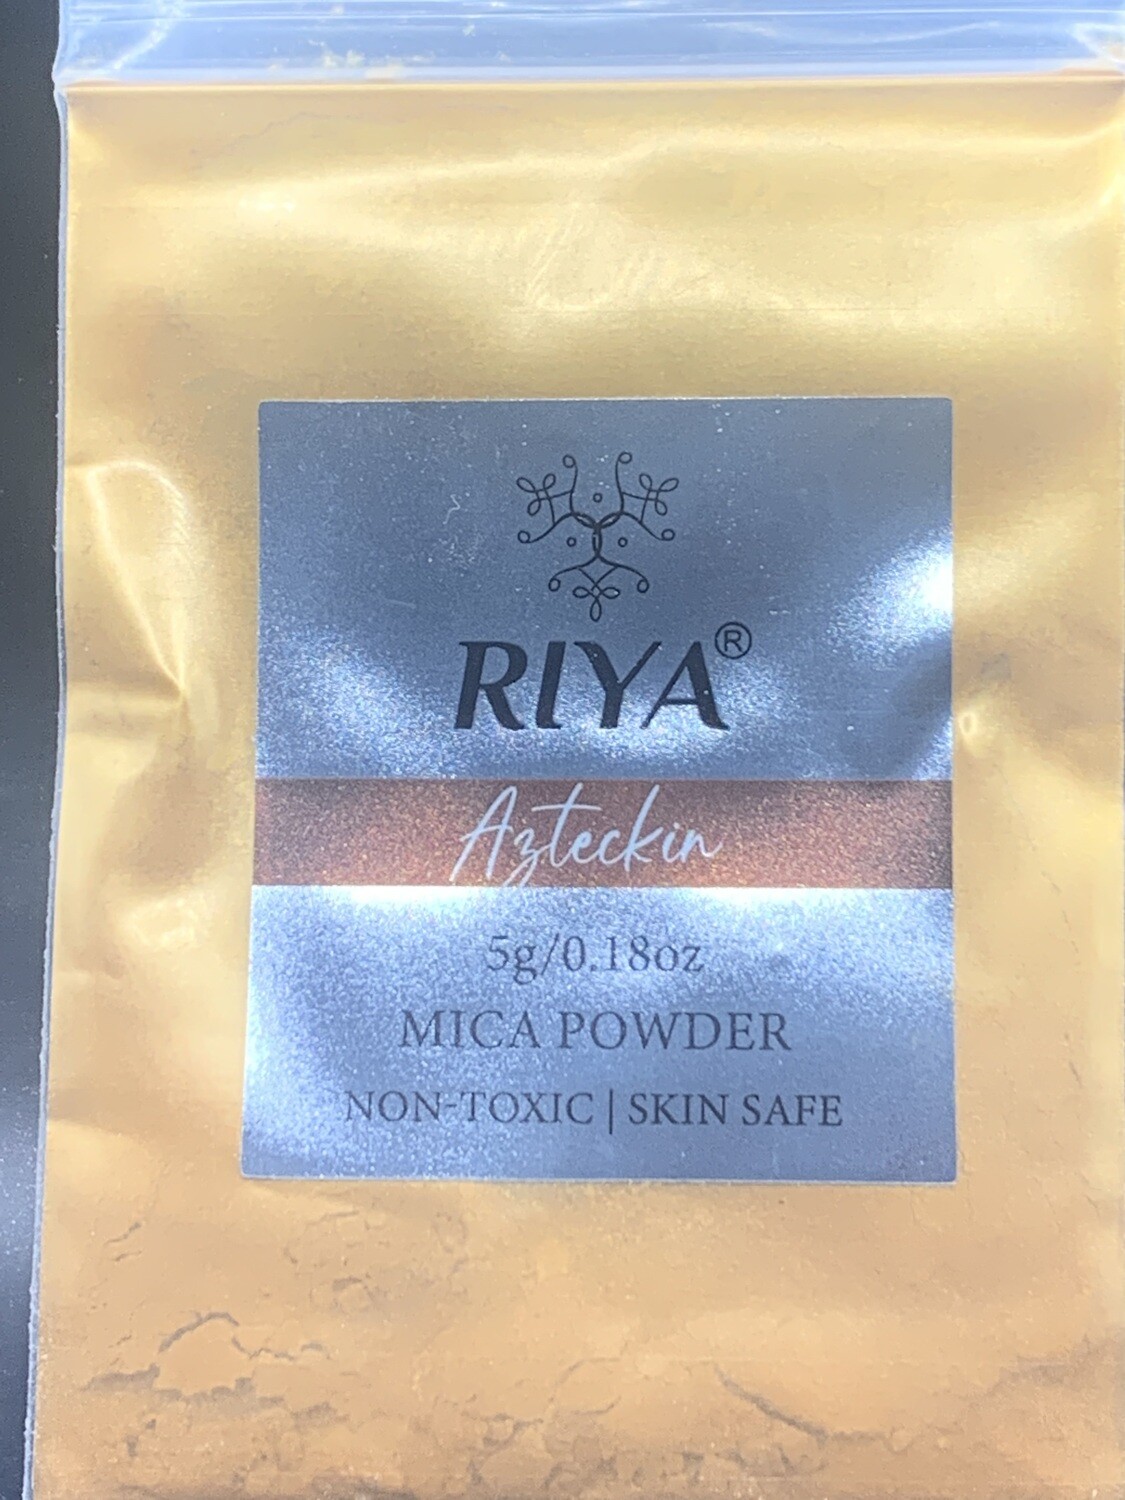 RIYA®
Azteckin
5g/0.18oz
MICA POWDER
NON-TOXIC | SKIN SAFE